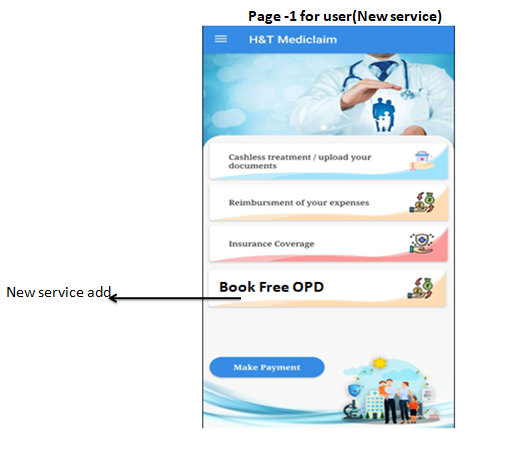 Page -1 for user(New service)
H&T Mediclaim
Cashless treatment / upload your
documents
Reimbursment of your expenses
Insurance Coverage
Book Free OPD
New service add
Make Payment